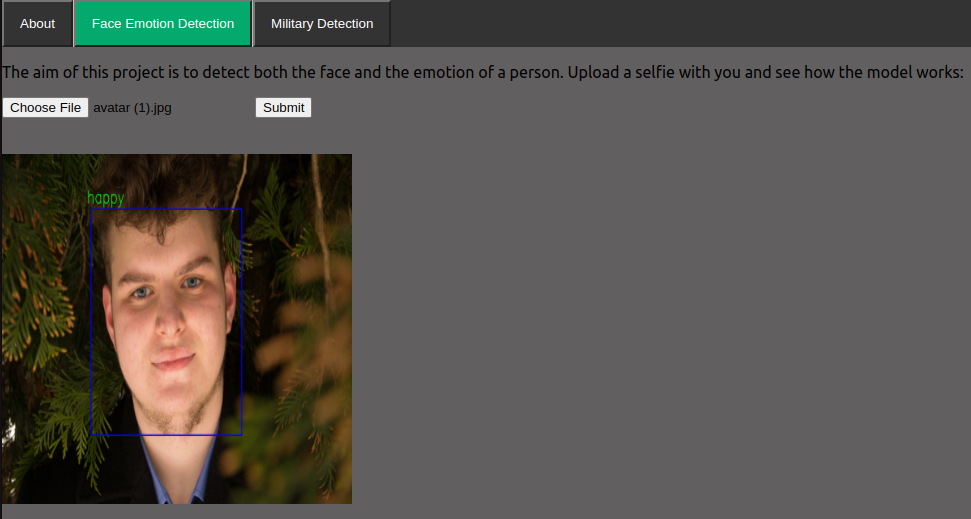 About Face Emotion Detection Military Detection
The aim of this project is to detect both the face and the emotion of a person. Upload a selfie with you and see how the model works:
Choose File avatar (1).jpg Submit
happy